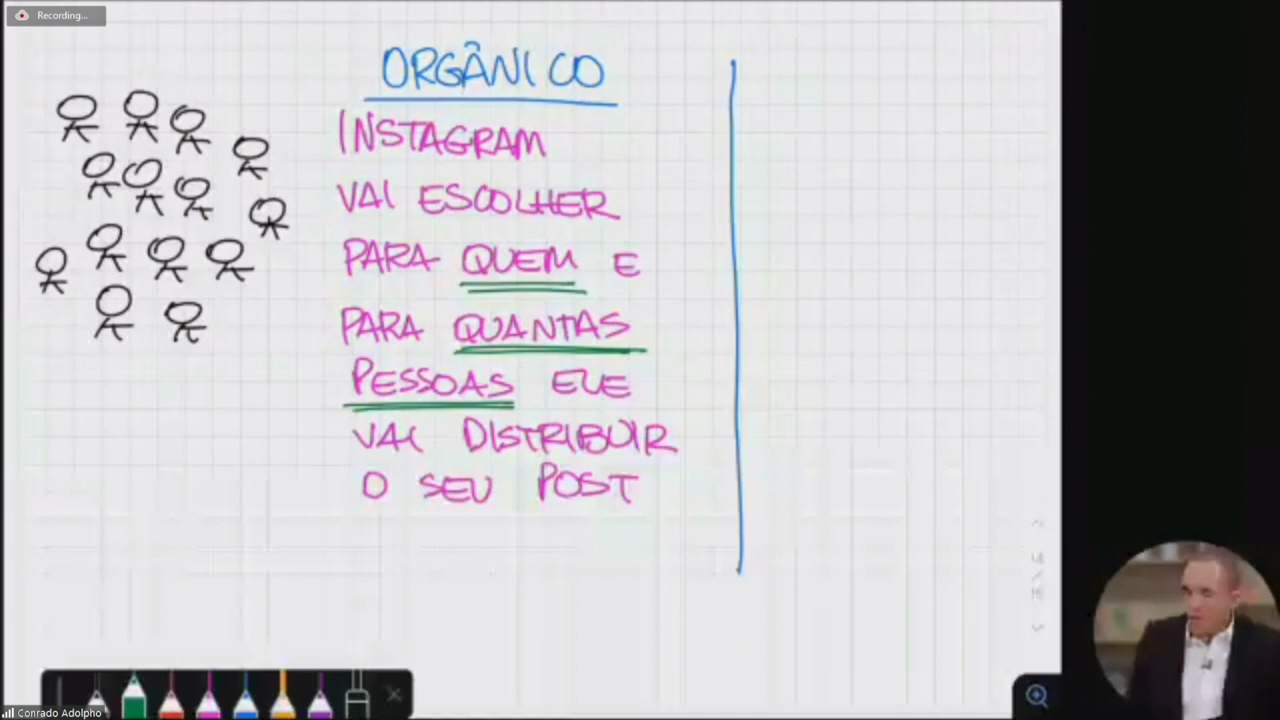 Recording...
ORGÂNICO
INSTAGRAM
VAI ESCOLHER
PARA QUEM E
PARA QUANTAS
PESSOAS ELE
VAI DISTRIBUIR
O SEU POST
Conrado Adolpho